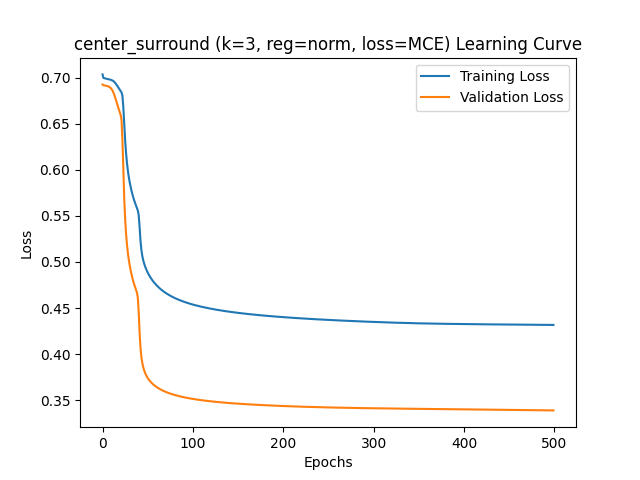 center_surround (k=3, reg=norm, loss=MCE) Learning Curve
Training Loss
Validation Loss
0.70
0.65
0.60
0.55
0.50
0.45
0.40
0.35
Loss
0 100 200 300 400 500
Epochs